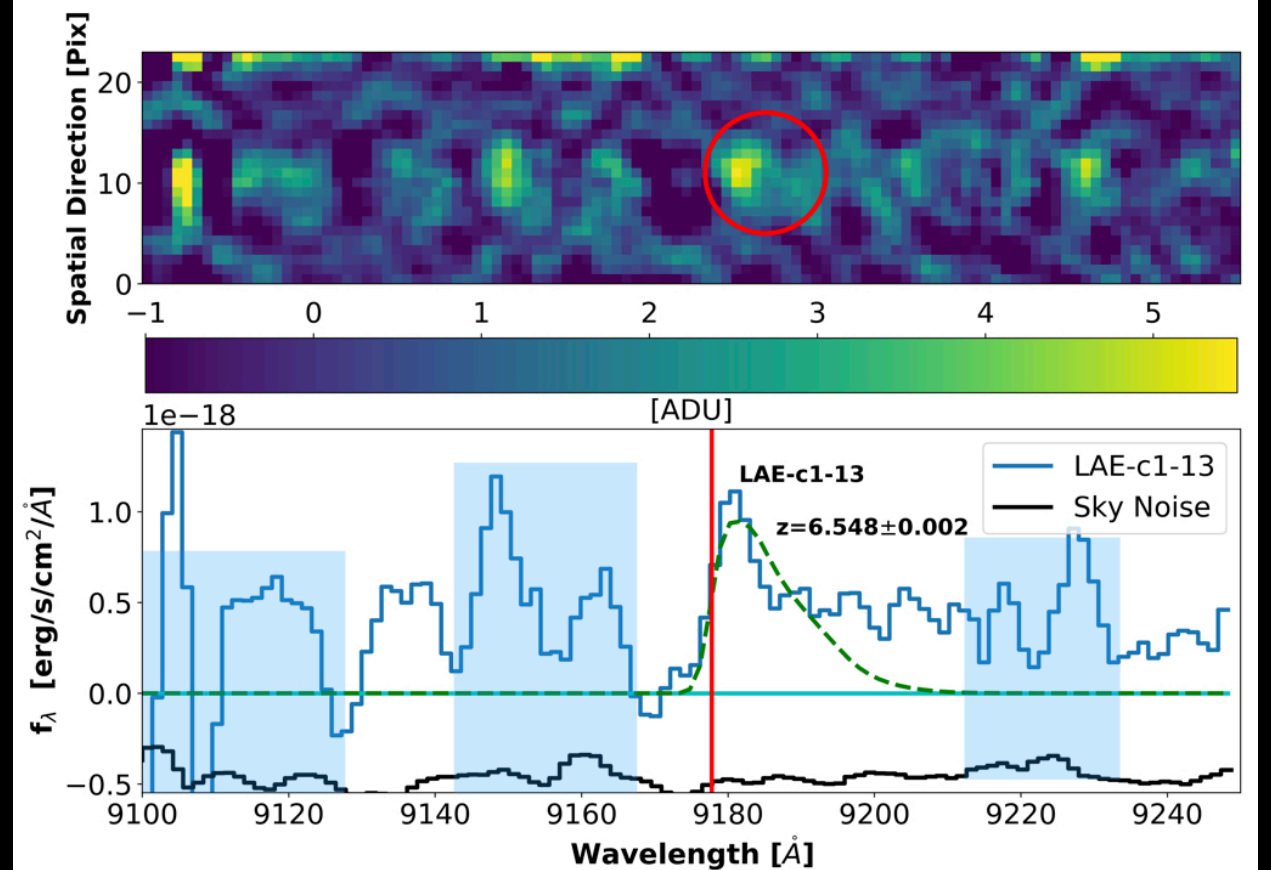 Spatial Direction [Pix]
20
10
0
−1 0 1 2 3 4 5
[ADU]
1e−18
f_λ [erg/s/cm²/Å]
1.0
0.5
0.0
−0.5
LAE-c1-13
z=6.548±0.002
LAE-c1-13
Sky Noise
9100 9120 9140 9160 9180 9200 9220 9240
Wavelength [Å]